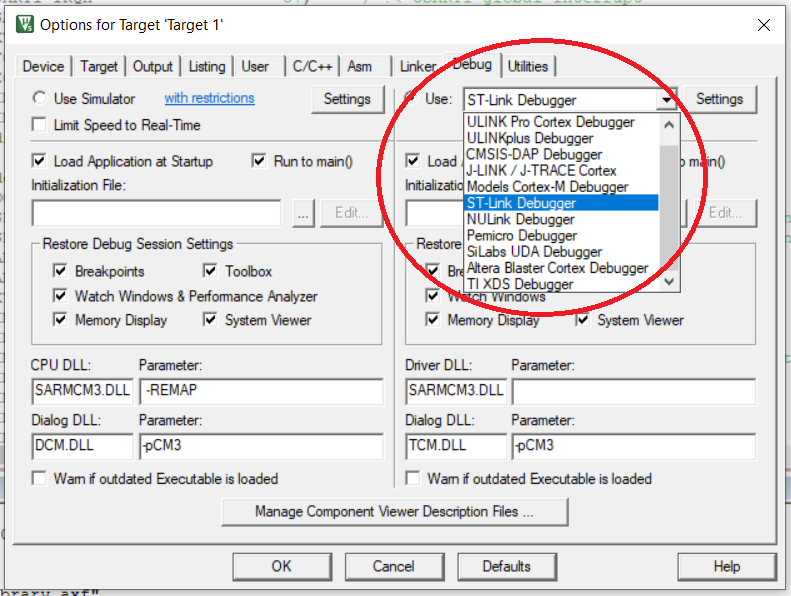 Options for Target 'Target 1'
Device Target Output Listing User C/C++ Asm Linker Debug Utilities
Use Simulator with restrictions Settings
Limit Speed to Real-Time
Use: ST-Link Debugger Settings
ULINK Pro Cortex Debugger
ULINKplus Debugger
CMSIS-DAP Debugger
J-LINK / J-TRACE Cortex
Models Cortex-M Debugger
ST-Link Debugger
NULink Debugger
Pemicro Debugger
SiLabs UDA Debugger
Altera Blaster Cortex Debugger
TI XDS Debugger
Load Application at Startup Run to main()
Initialization File:
... Edit...
Load main()
Edit...
Restore Debug Session Settings
Breakpoints Toolbox
Watch Windows & Performance Analyzer
Memory Display System Viewer
Restore
Watch Windows
Memory Display System Viewer
CPU DLL: Parameter:
SARMCM3.DLL -REMAP
Dialog DLL: Parameter:
DCM.DLL -pCM3
Warn if outdated Executable is loaded
Driver DLL: Parameter:
SARMCM3.DLL
Dialog DLL: Parameter:
TCM.DLL -pCM3
Warn if outdated Executable is loaded
Manage Component Viewer Description Files ...
OK Cancel Defaults Help